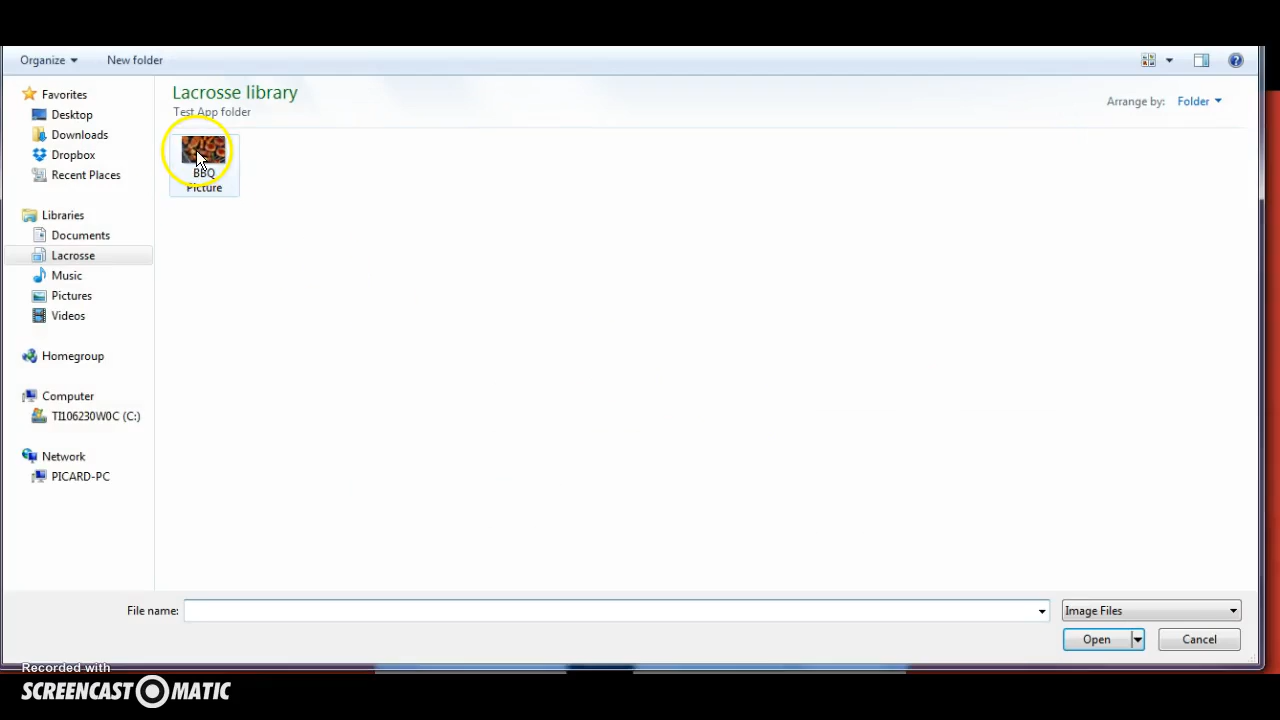 Organize New folder
Lacrosse library
Test App folder
Arrange by: Folder
Favorites
Desktop
Downloads
Dropbox
Recent Places
Libraries
Documents
Lacrosse
Music
Pictures
Videos
Homegroup
Computer
TI106230W0C (C:)
Network
PICARD-PC
BBQ
Picture
File name:
Image Files
Open Cancel
Recorded with
SCREENCAST MATIC